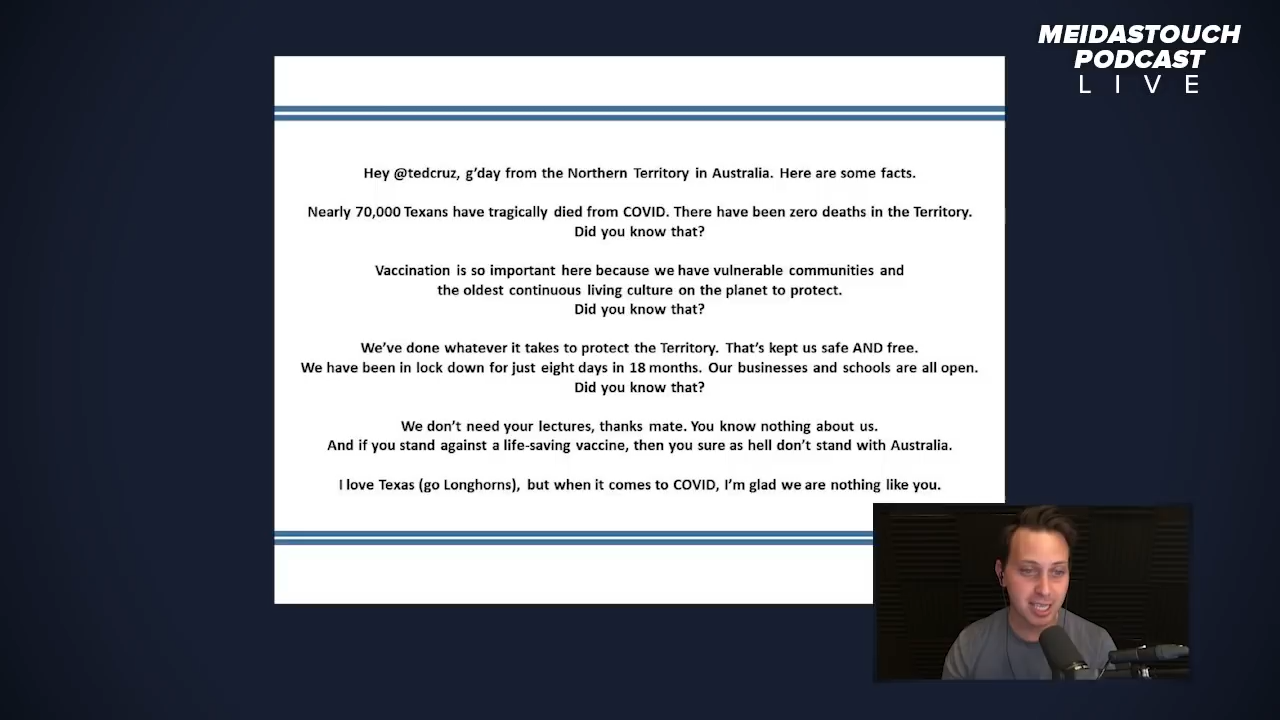 MEIDASTOUCH
PODCAST
LIVE
Hey @tedcruz, g'day from the Northern Territory in Australia. Here are some facts.
Nearly 70,000 Texans have tragically died from COVID. There have been zero deaths in the Territory.
Did you know that?
Vaccination is so important here because we have vulnerable communities and
the oldest continuous living culture on the planet to protect.
Did you know that?
We've done whatever it takes to protect the Territory. That's kept us safe AND free.
We have been in lock down for just eight days in 18 months. Our businesses and schools are all open.
Did you know that?
We don't need your lectures, thanks mate. You know nothing about us.
And if you stand against a life-saving vaccine, then you sure as hell don't stand with Australia.
I love Texas (go Longhorns), but when it comes to COVID, I'm glad we are nothing like you.